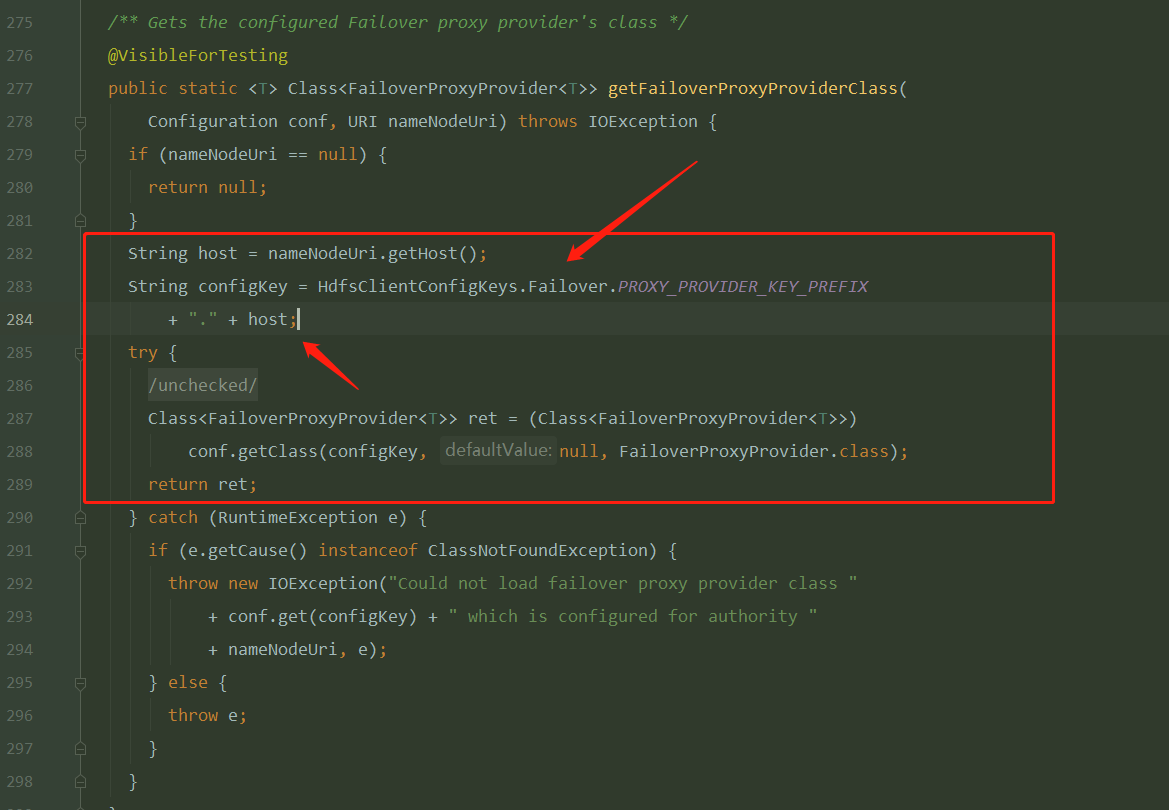 275 /** Gets the configured Failover proxy provider's class */
276 @VisibleForTesting
277 public static <T> Class<FailoverProxyProvider<T>> getFailoverProxyProviderClass(
278 Configuration conf, URI nameNodeUri) throws IOException {
279 if (nameNodeUri == null) {
280 return null;
281 }
282 String host = nameNodeUri.getHost();
283 String configKey = HdfsClientConfigKeys.Failover.PROXY_PROVIDER_KEY_PREFIX
284 + "." + host;
285 try {
286 /unchecked/
287 Class<FailoverProxyProvider<T>> ret = (Class<FailoverProxyProvider<T>>)
288 conf.getClass(configKey, defaultValue: null, FailoverProxyProvider.class);
289 return ret;
290 } catch (RuntimeException e) {
291 if (e.getCause() instanceof ClassNotFoundException) {
292 throw new IOException("Could not load failover proxy provider class "
293 + conf.get(configKey) + " which is configured for authority "
294 + nameNodeUri, e);
295 } else {
296 throw e;
297 }
298 }